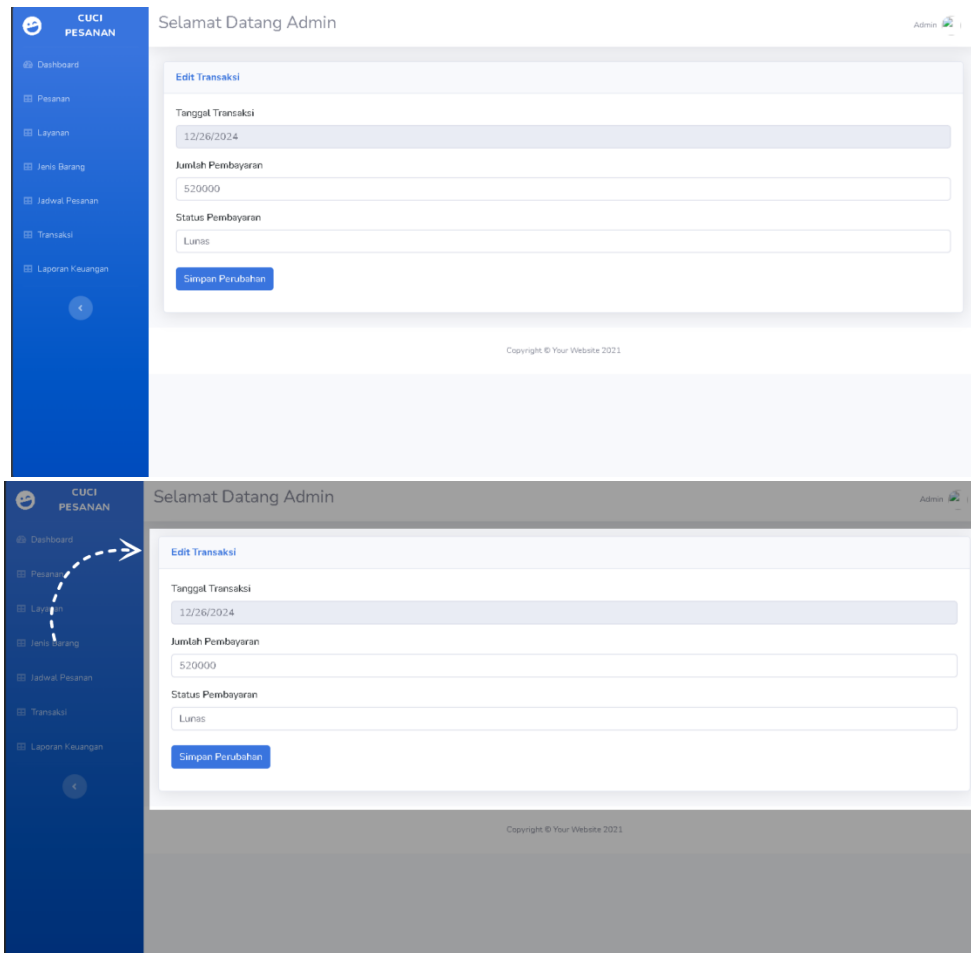 CUCI
PESANAN
Selamat Datang Admin
Admin
Dashboard
Pesanan
Layanan
Jenis Barang
Jadwal Pesanan
Transaksi
Laporan Keuangan
Edit Transaksi
Tanggal Transaksi
12/26/2024
Jumlah Pembayaran
520000
Status Pembayaran
Lunas
Simpan Perubahan
Copyright © Your Website 2021
CUCI
PESANAN
Selamat Datang Admin
Admin
Dashboard
Pesanan
Layanan
Jenis Barang
Jadwal Pesanan
Transaksi
Laporan Keuangan
Edit Transaksi
Tanggal Transaksi
12/26/2024
Jumlah Pembayaran
520000
Status Pembayaran
Lunas
Simpan Perubahan
Copyright © Your Website 2021